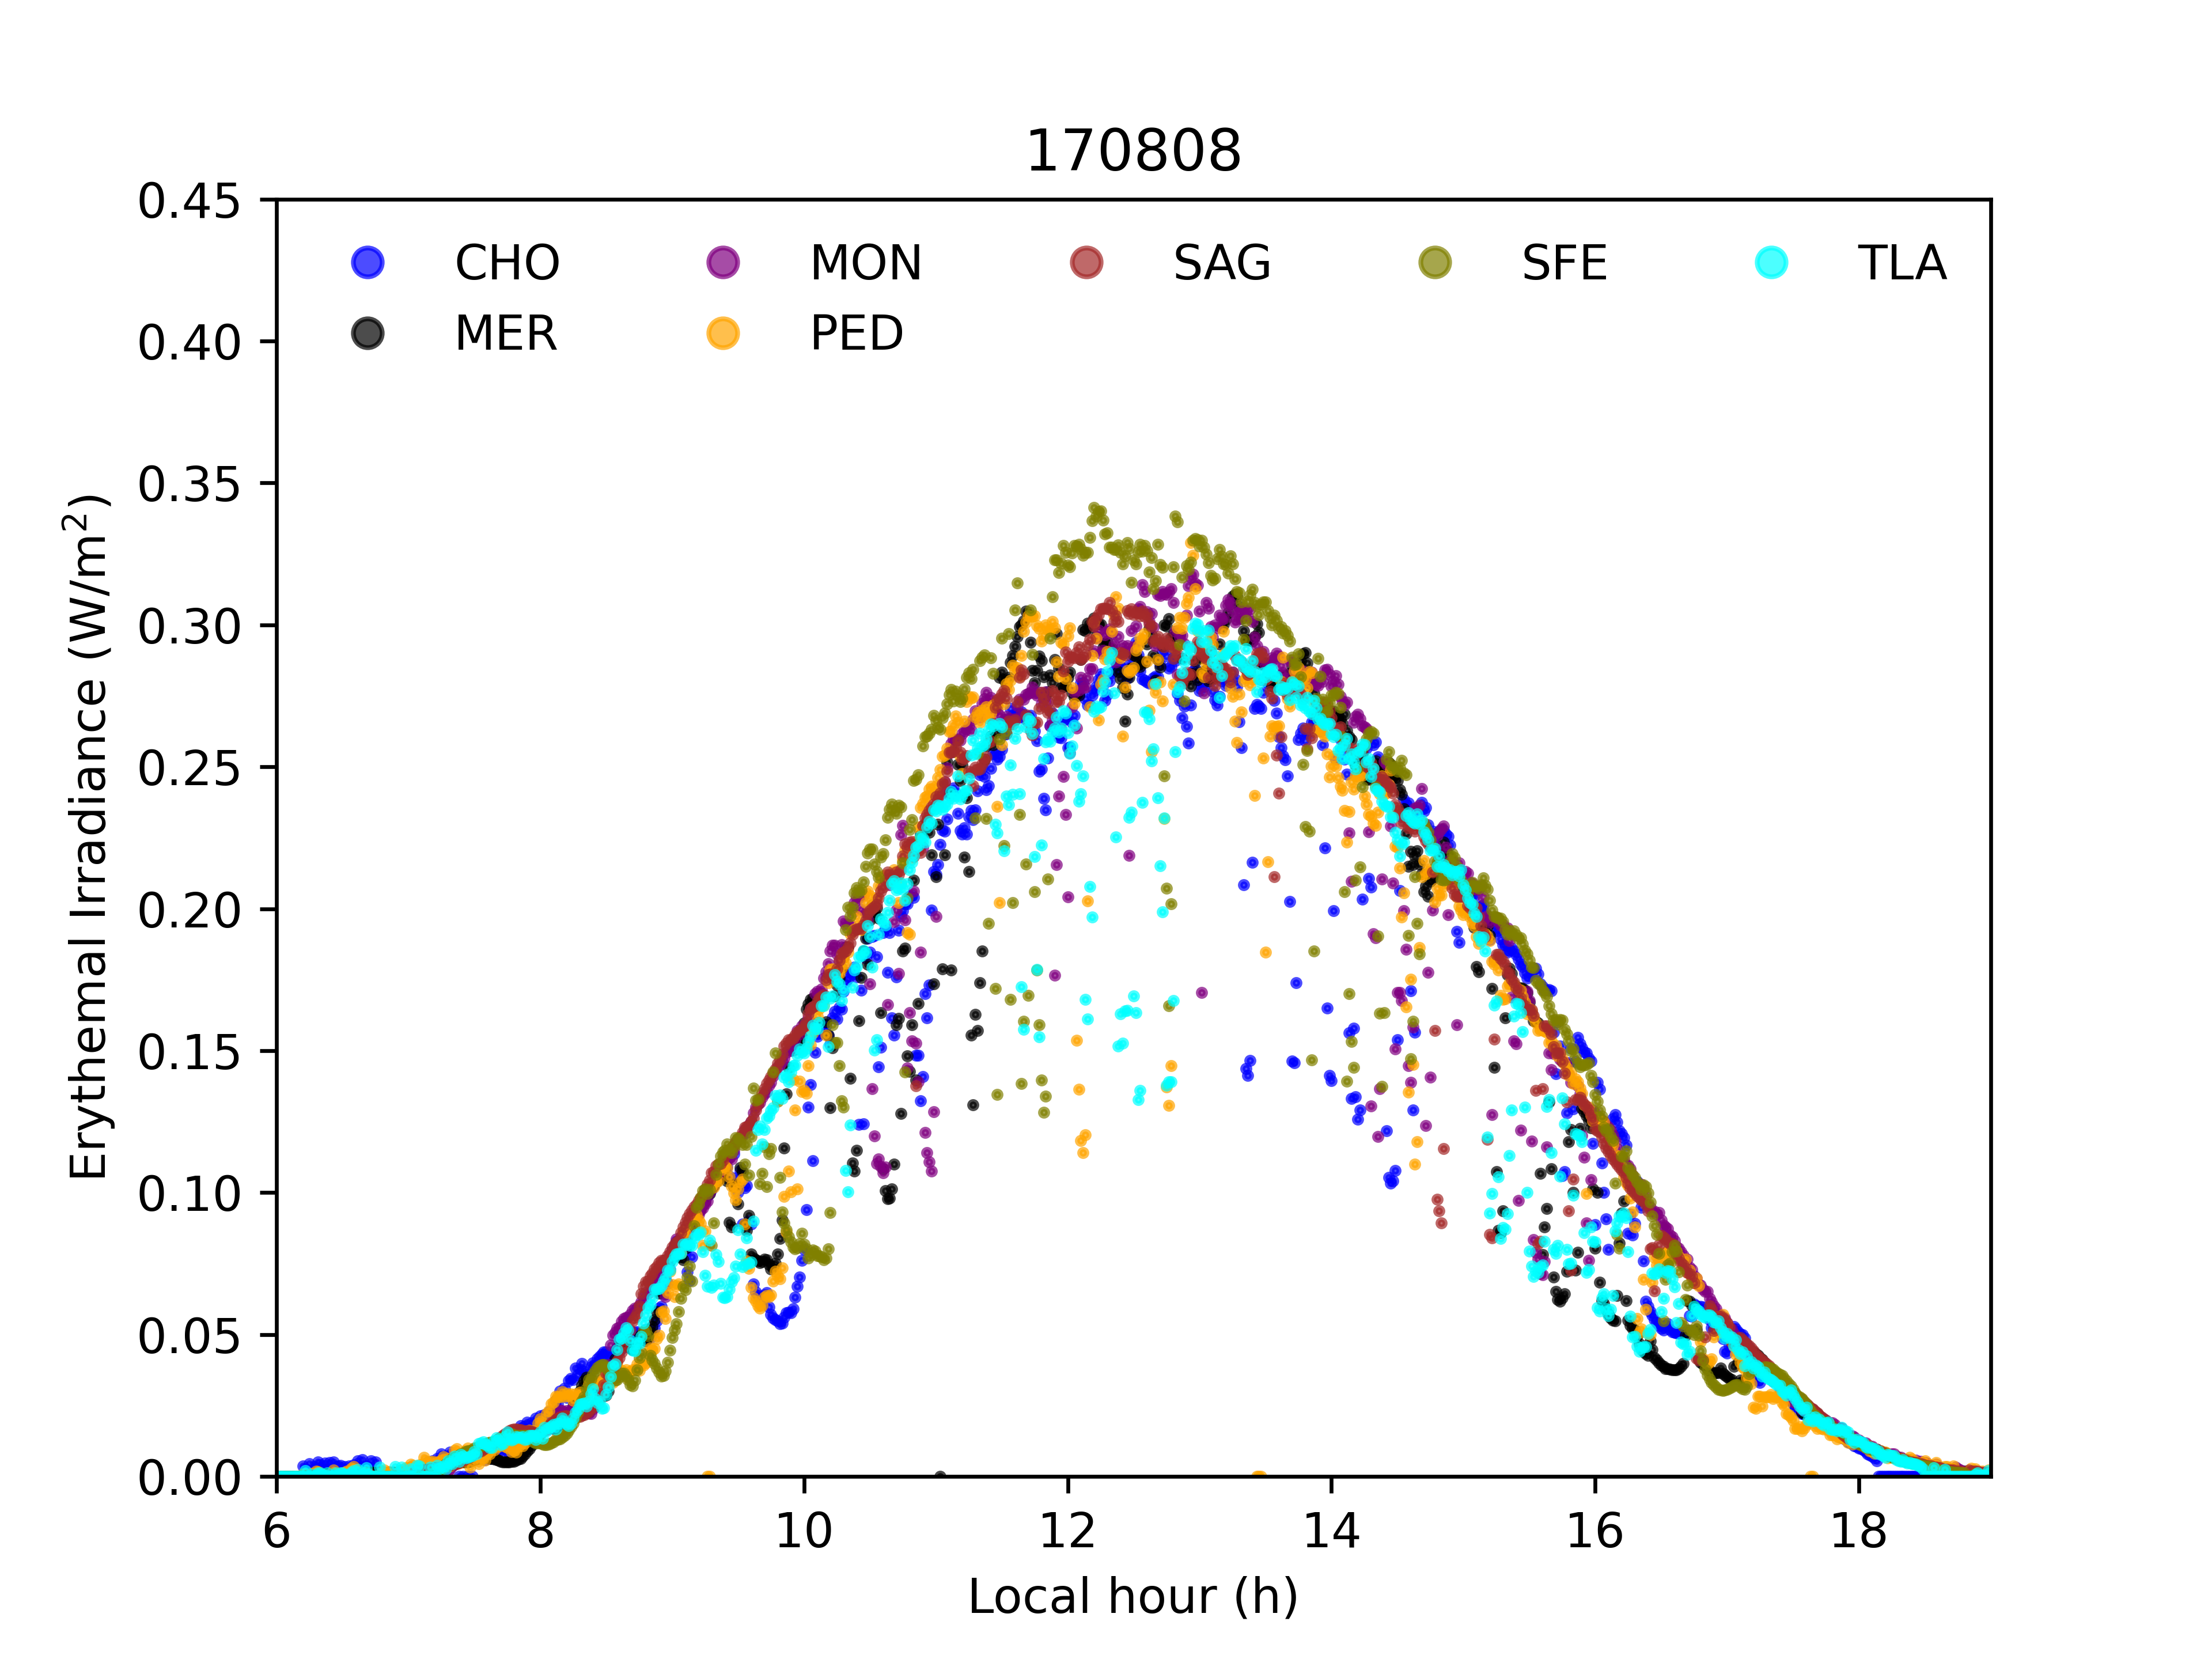 170808
CHO MON SAG SFE TLA
MER PED
Erythemal Irradiance (W/m²)
0.45
0.40
0.35
0.30
0.25
0.20
0.15
0.10
0.05
0.00
6 8 10 12 14 16 18
Local hour (h)